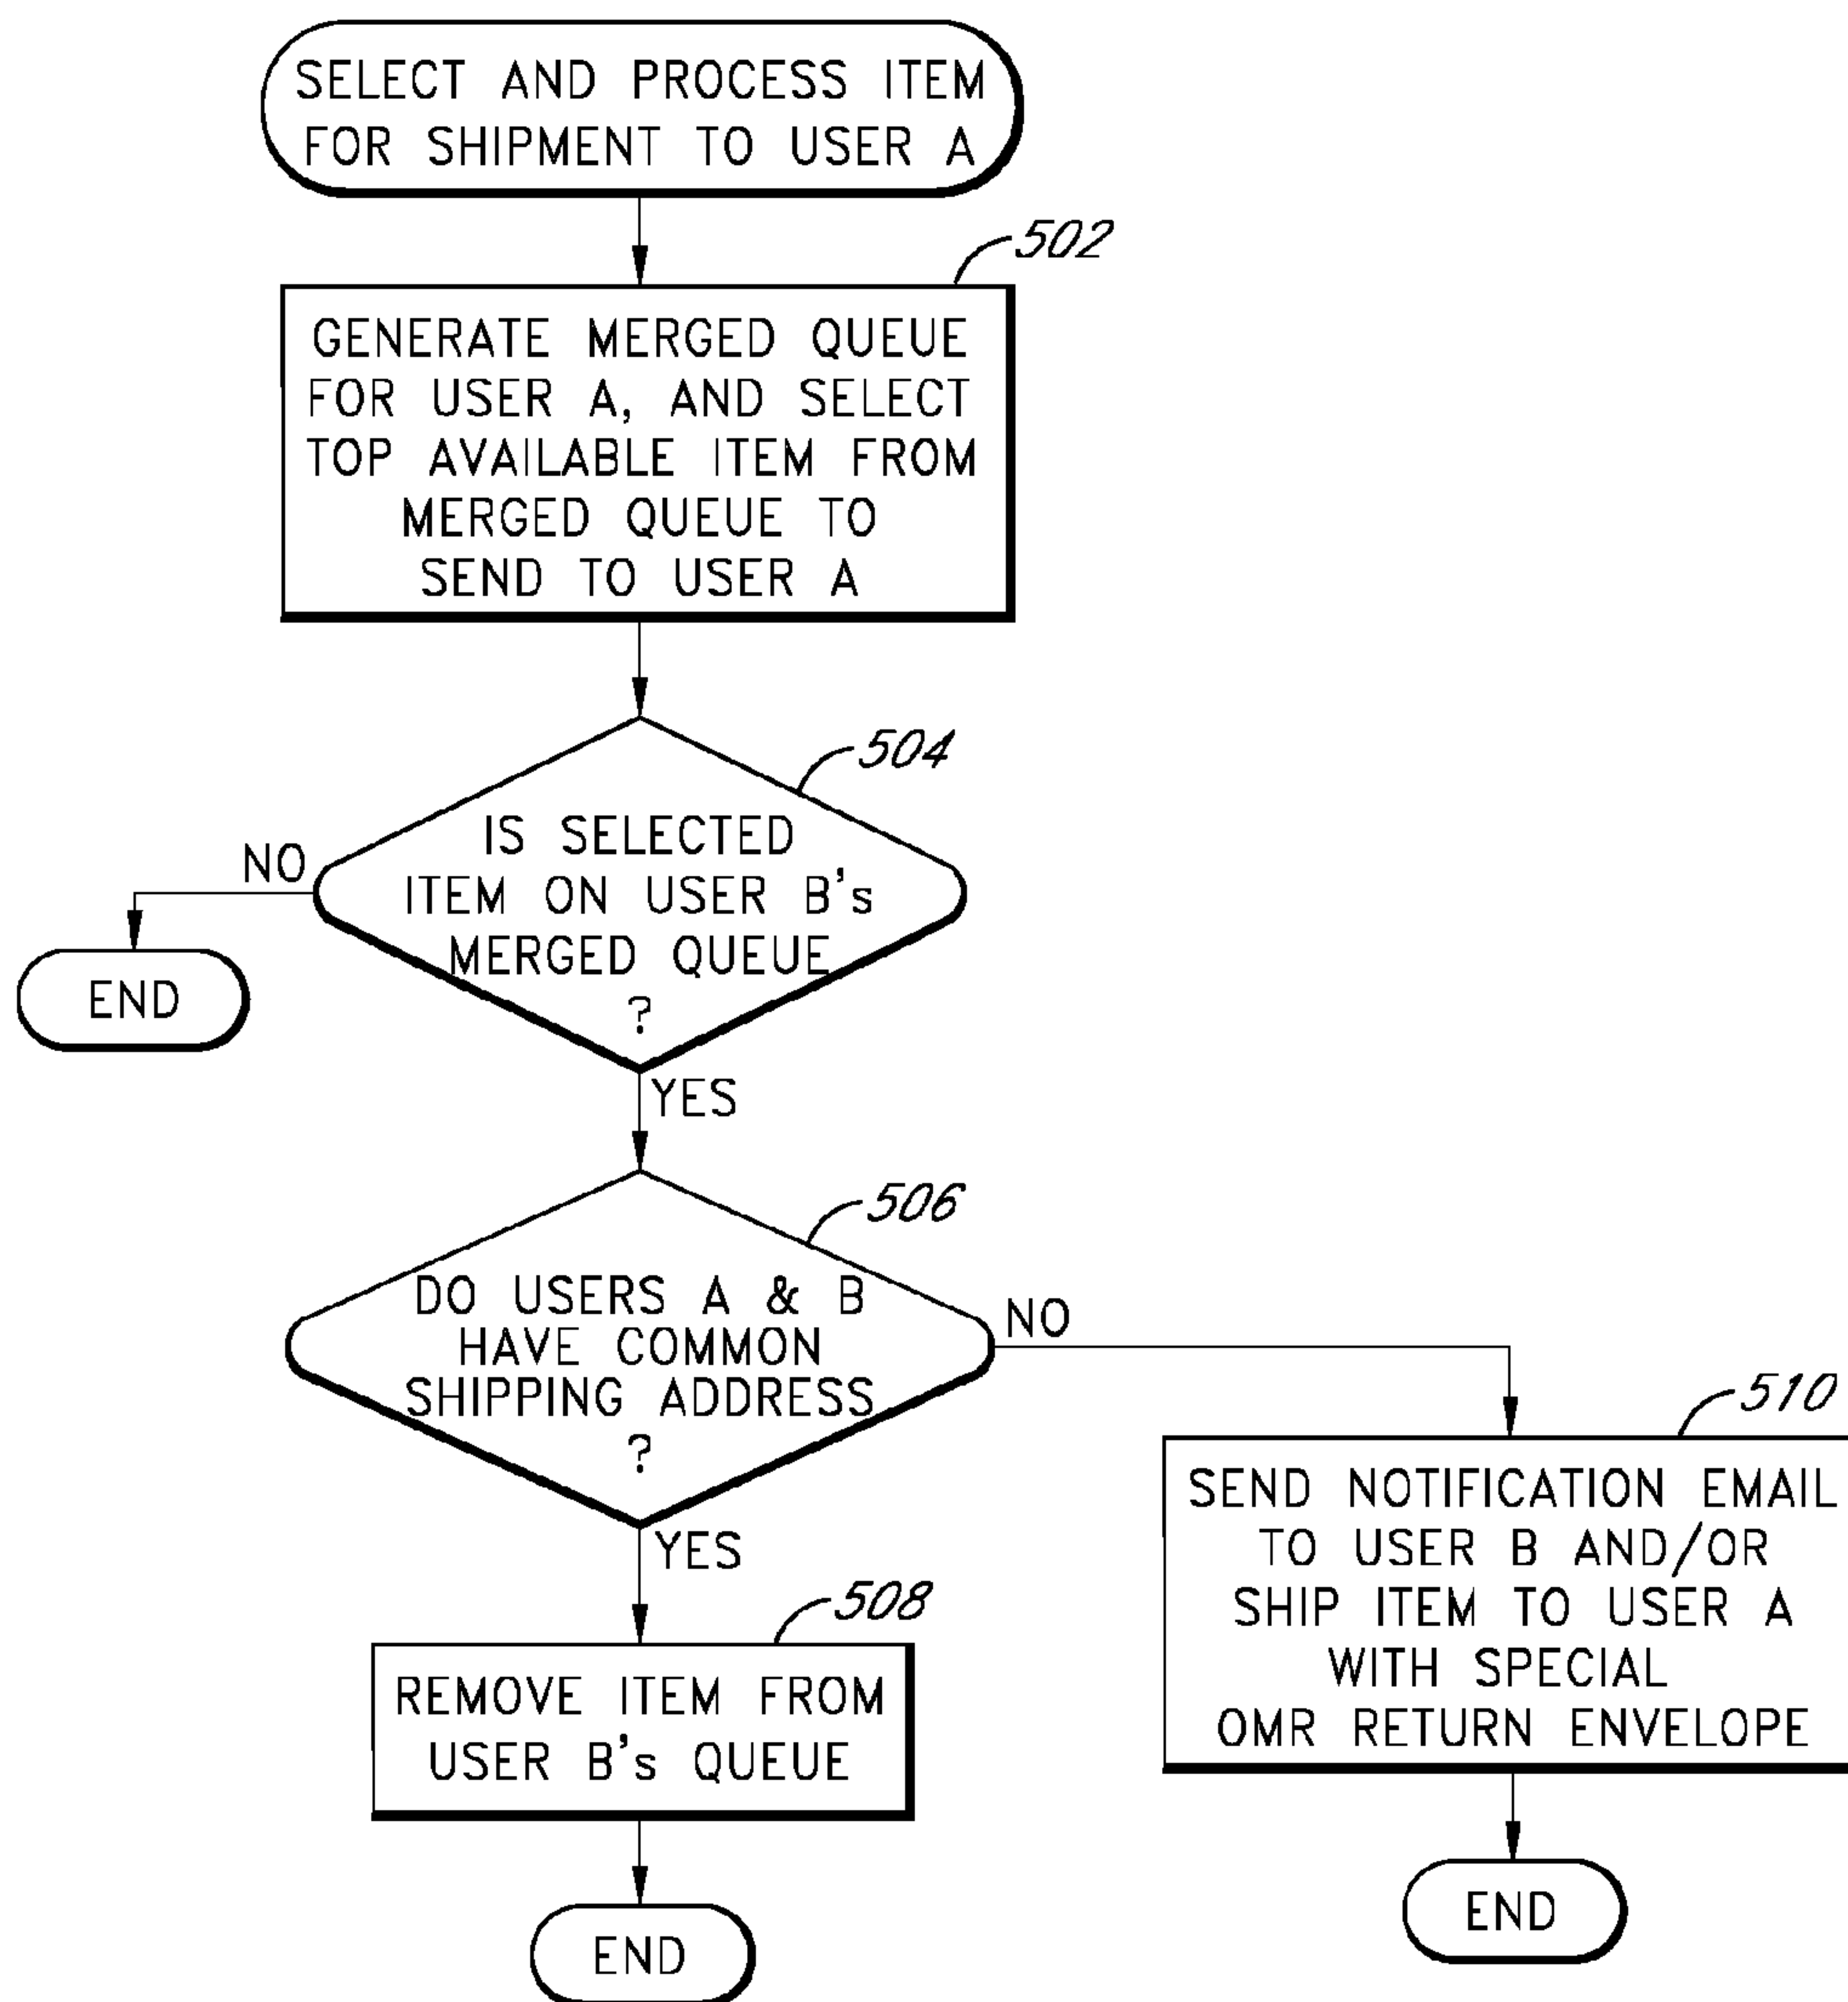 SELECT AND PROCESS ITEM
FOR SHIPMENT TO USER A
502
GENERATE MERGED QUEUE
FOR USER A, AND SELECT
TOP AVAILABLE ITEM FROM
MERGED QUEUE TO
SEND TO USER A
504
IS SELECTED
ITEM ON USER B's
MERGED QUEUE
?
NO
END
YES
506
DO USERS A & B
HAVE COMMON
SHIPPING ADDRESS
?
NO
510
SEND NOTIFICATION EMAIL
TO USER B AND/OR
SHIP ITEM TO USER A
WITH SPECIAL
OMR RETURN ENVELOPE
END
YES
508
REMOVE ITEM FROM
USER B's QUEUE
END